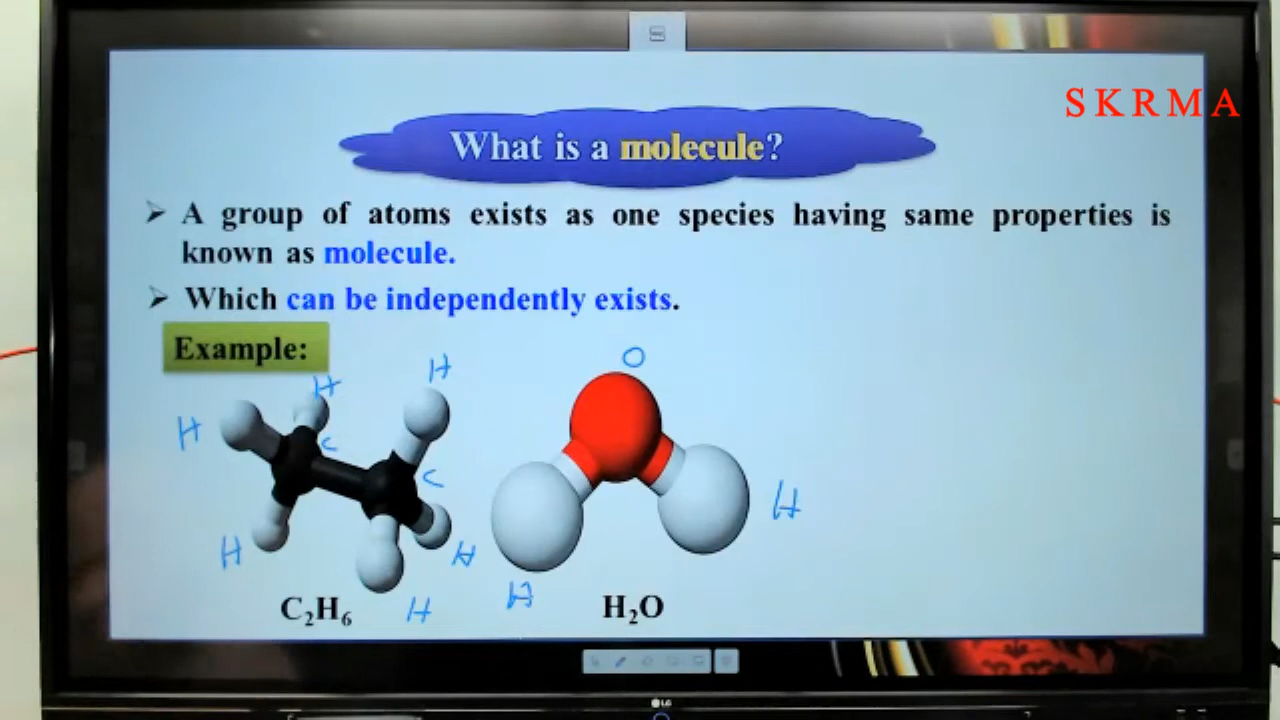 SKRMA
What is a molecule?
➢ A group of atoms exists as one species having same properties is
known as molecule.
➢ Which can be independently exists.
Example:
H
H
H
C
C
H
H
H
C₂H₆
O
H
H
H₂O
LG